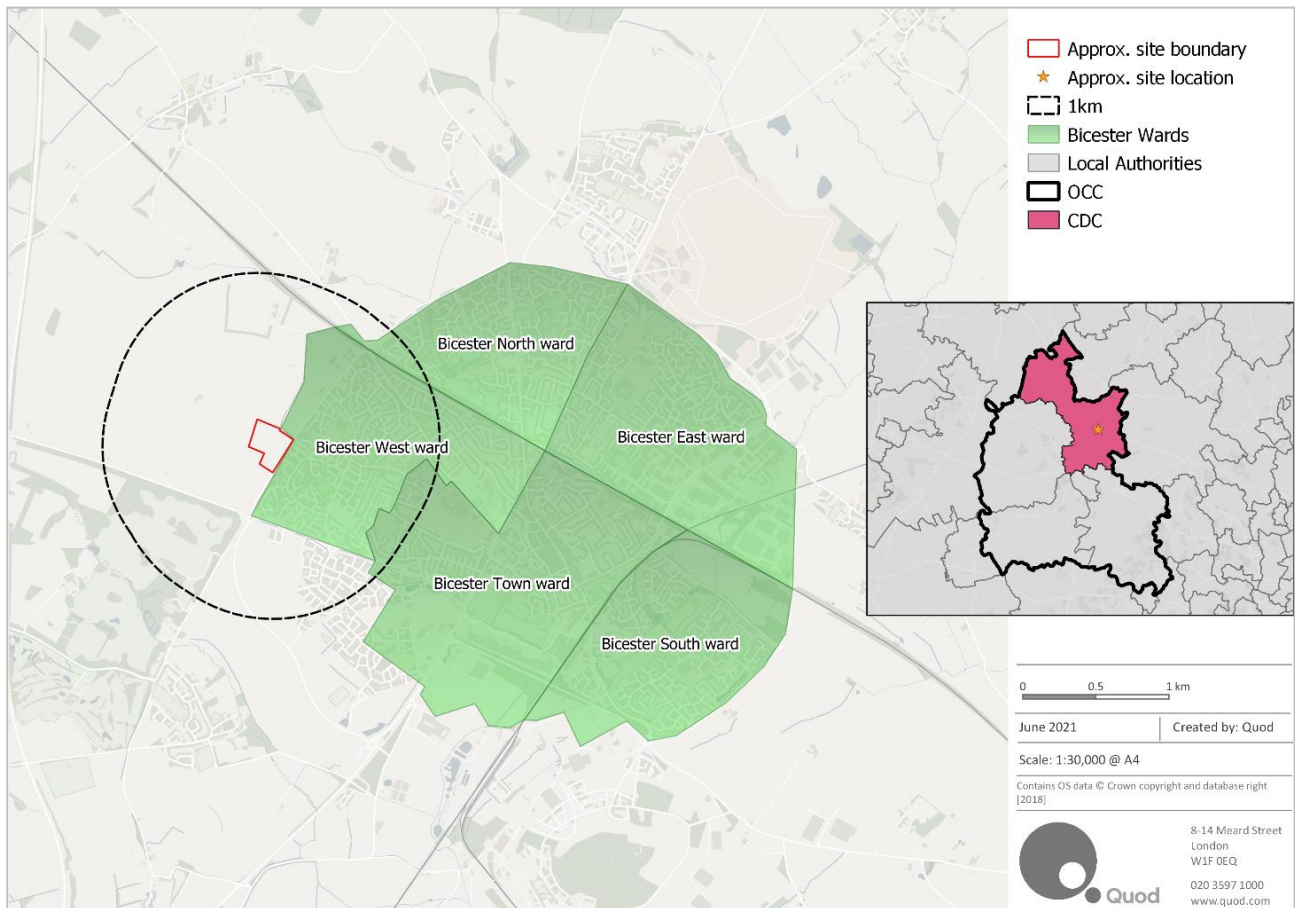 Approx. site boundary
Approx. site location
1km
Bicester Wards
Local Authorities
OCC
CDC
Bicester North ward
Bicester East ward
Bicester West ward
Bicester Town ward
Bicester South ward
0 0.5 1 km
June 2021 Created by: Quod
Scale: 1:30,000 @ A4
Contains OS data © Crown copyright and database right
[2018]
8-14 Meard Street
London
W1F 0EQ
020 3597 1000
www.quod.com
Quod